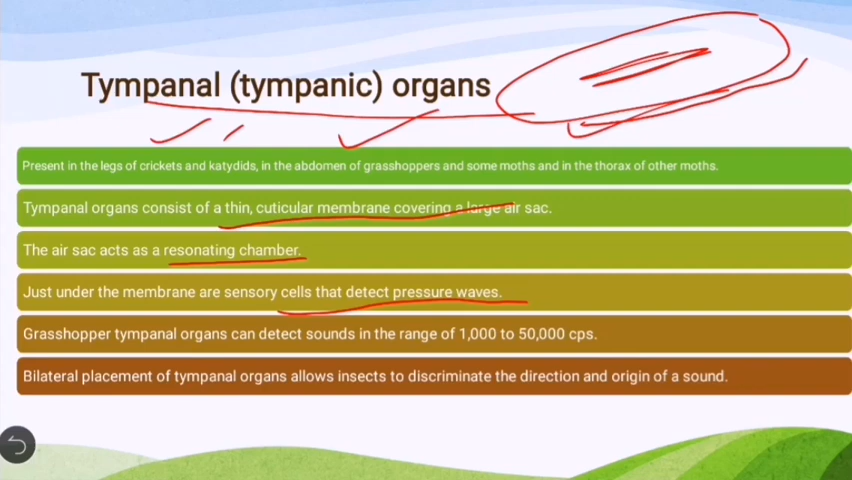 Tympanal (tympanic) organs
Present in the legs of crickets and katydids, in the abdomen of grasshoppers and some moths and in the thorax of other moths.
Tympanal organs consist of a thin, cuticular membrane covering a large air sac.
The air sac acts as a resonating chamber.
Just under the membrane are sensory cells that detect pressure waves.
Grasshopper tympanal organs can detect sounds in the range of 1,000 to 50,000 cps.
Bilateral placement of tympanal organs allows insects to discriminate the direction and origin of a sound.